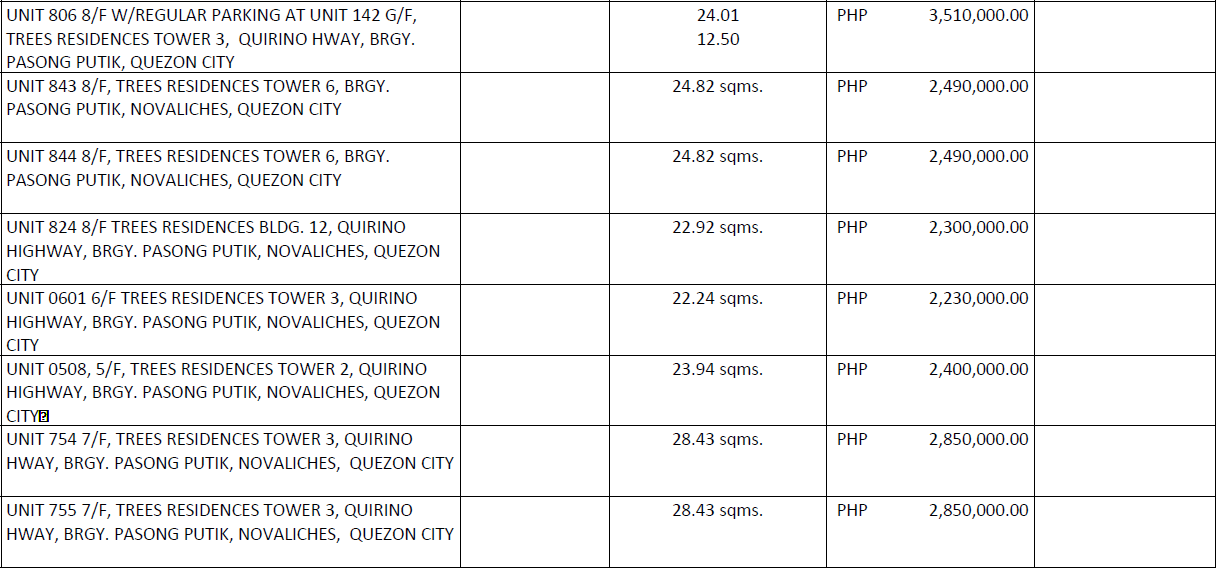 UNIT 806 8/F W/REGULAR PARKING AT UNIT 142 G/F, 24.01 PHP 3,510,000.00
TREES RESIDENCES TOWER 3,  QUIRINO HWAY, BRGY. 12.50
PASONG PUTIK, QUEZON CITY
UNIT 843 8/F, TREES RESIDENCES TOWER 6, BRGY. 24.82 sqms. PHP 2,490,000.00
PASONG PUTIK, NOVALICHES, QUEZON CITY
UNIT 844 8/F, TREES RESIDENCES TOWER 6, BRGY. 24.82 sqms. PHP 2,490,000.00
PASONG PUTIK, NOVALICHES, QUEZON CITY
UNIT 824 8/F TREES RESIDENCES BLDG. 12, QUIRINO 22.92 sqms. PHP 2,300,000.00
HIGHWAY, BRGY. PASONG PUTIK, NOVALICHES, QUEZON
CITY
UNIT 0601 6/F TREES RESIDENCES TOWER 3, QUIRINO 22.24 sqms. PHP 2,230,000.00
HIGHWAY, BRGY. PASONG PUTIK, NOVALICHES, QUEZON
CITY
UNIT 0508, 5/F, TREES RESIDENCES TOWER 2, QUIRINO 23.94 sqms. PHP 2,400,000.00
HIGHWAY, BRGY. PASONG PUTIK, NOVALICHES, QUEZON
CITY
UNIT 754 7/F, TREES RESIDENCES TOWER 3, QUIRINO 28.43 sqms. PHP 2,850,000.00
HWAY, BRGY. PASONG PUTIK, NOVALICHES,  QUEZON CITY
UNIT 755 7/F, TREES RESIDENCES TOWER 3, QUIRINO 28.43 sqms. PHP 2,850,000.00
HWAY, BRGY. PASONG PUTIK, NOVALICHES,  QUEZON CITY